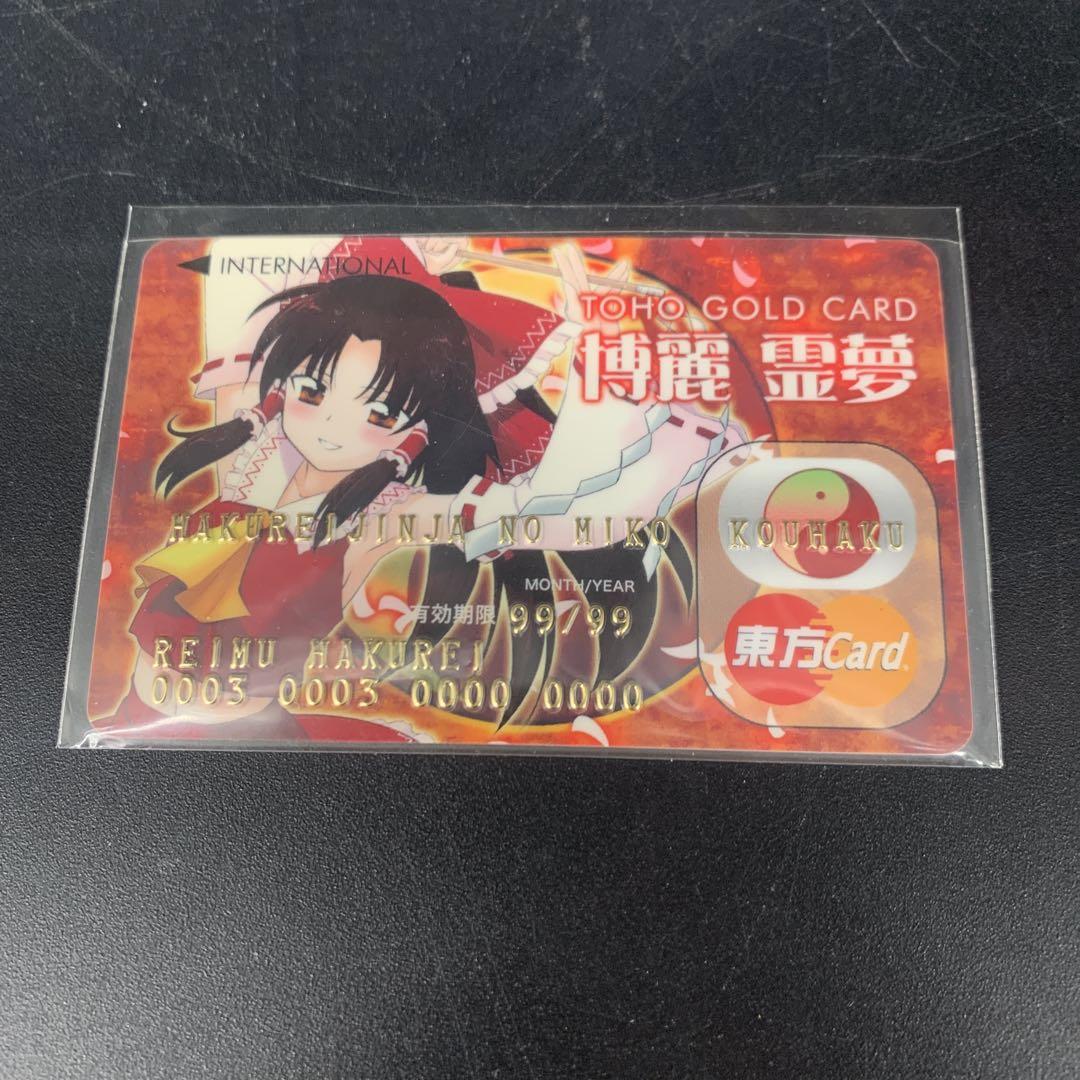 INTERNATIONAL
TOHO GOLD CARD
博麗 霊夢
HAKUREIJINJA NO MIKO KOUHAKU
MONTH/YEAR
有効期限 99/99
REIMU HAKUREI
0003 0003 0000 0000
東方Card